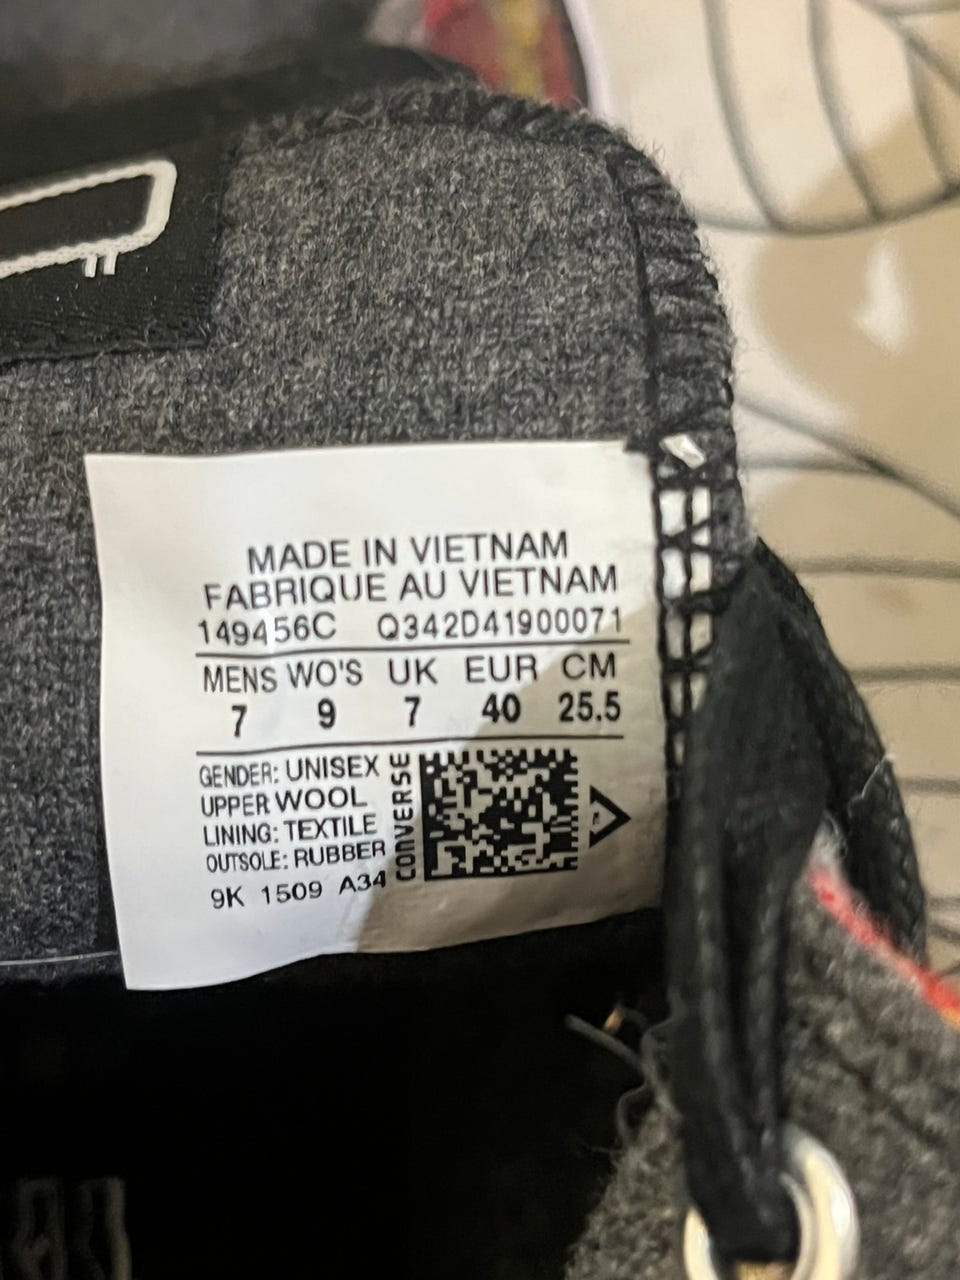 MADE IN VIETNAM
FABRIQUE AU VIETNAM
149456C Q342D41900071
MENS WO'S UK EUR CM
7 9 7 40 25.5
GENDER: UNISEX
UPPER WOOL
LINING: TEXTILE
OUTSOLE: RUBBER
9K 1509 A34
CONVERSE